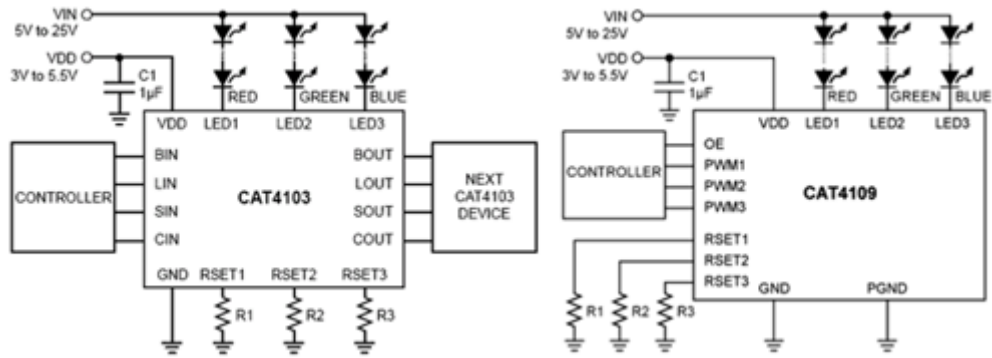 VIN
5V to 25V
VDD
3V to 5.5V
C1
1µF
RED
GREEN
BLUE
VDD
LED1
LED2
LED3
CONTROLLER
BIN
LIN
SIN
CIN
CAT4103
BOUT
LOUT
SOUT
COUT
NEXT
CAT4103
DEVICE
GND
RSET1
RSET2
RSET3
R1
R2
R3
VIN
5V to 25V
VDD
3V to 5.5V
C1
1µF
RED
GREEN
BLUE
VDD
LED1
LED2
LED3
CONTROLLER
OE
PWM1
PWM2
PWM3
CAT4109
RSET1
RSET2
RSET3
GND
PGND
R1
R2
R3